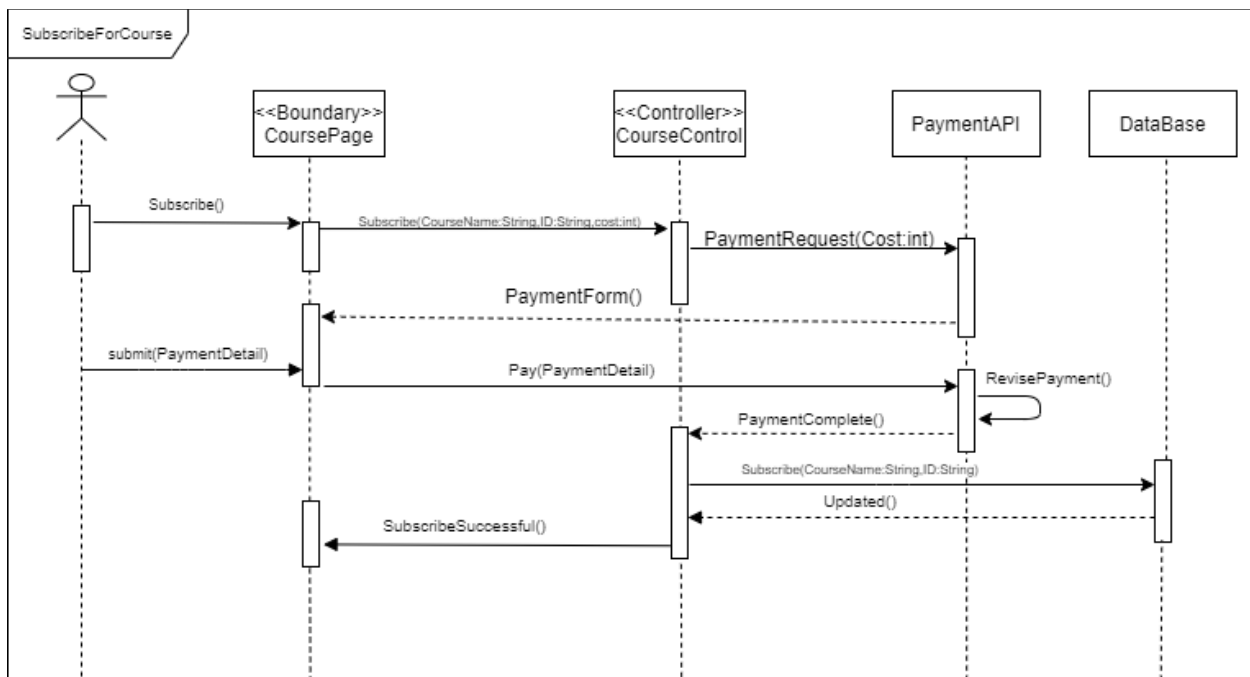 SubscribeForCourse
<<Boundary>>
CoursePage
<<Controller>>
CourseControl
PaymentAPI
DataBase
Subscribe()
Subscribe(CourseName:String,ID:String,cost:int)
PaymentRequest(Cost:int)
PaymentForm()
submit(PaymentDetail)
Pay(PaymentDetail)
RevisePayment()
PaymentComplete()
Subscribe(CourseName:String,ID:String)
Updated()
SubscribeSuccessful()